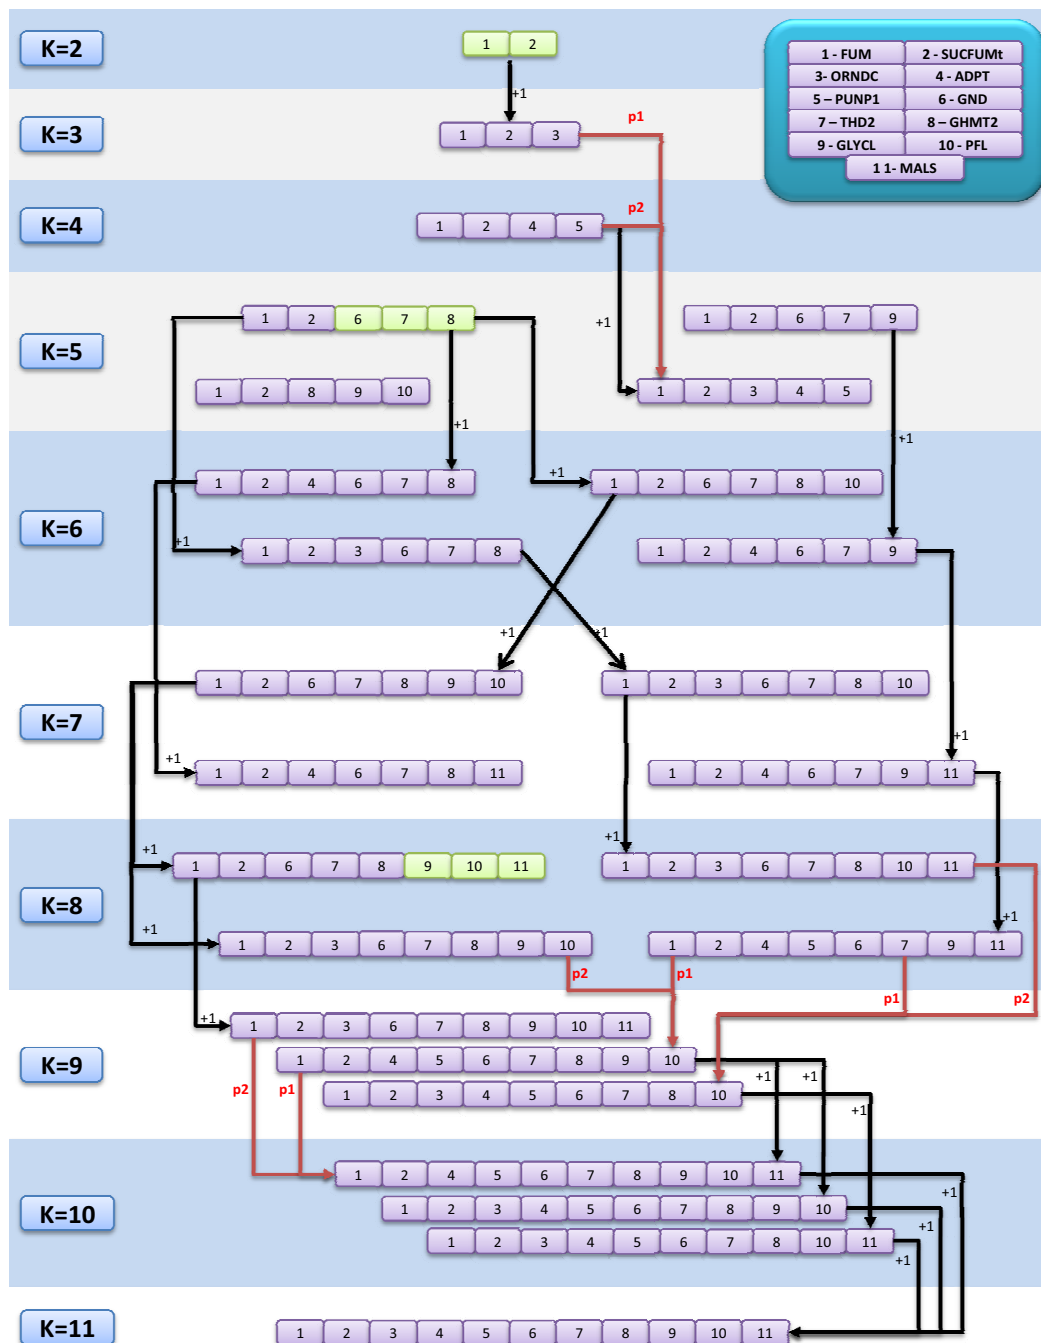 K=2
1 2
1 - FUM 2 - SUCFUMt
3- ORNDC 4 - ADPT
5 – PUNP1 6 - GND
7 – THD2 8 – GHMT2
9 - GLYCL 10 - PFL
1 1- MALS
+1
K=3
1 2 3
p1
K=4
1 2 4 5
p2
K=5
1 2 6 7 8
1 2 6 7 9
+1
1 2 8 9 10
1 2 3 4 5
+1
+1
K=6
1 2 4 6 7 8
+1
1 2 6 7 8 10
+1
1 2 3 6 7 8
1 2 4 6 7 9
+1
+1
K=7
1 2 6 7 8 9 10
1 2 3 6 7 8 10
+1
+1
1 2 4 6 7 8 11
1 2 4 6 7 9 11
K=8
+1
+1
1 2 6 7 8 9 10 11
1 2 3 6 7 8 10 11
+1
+1
1 2 3 6 7 8 9 10
1 2 4 5 6 7 9 11
p2
p1
p1
p2
K=9
+1
1 2 3 6 7 8 9 10 11
1 2 4 5 6 7 8 9 10
1 2 3 4 5 6 7 8 10
p2
p1
+1
+1
+1
K=10
1 2 4 5 6 7 8 9 10 11
1 2 3 4 5 6 7 8 9 10
1 2 3 4 5 6 7 8 10 11
+1
+1
+1
K=11
1 2 3 4 5 6 7 8 9 10 11